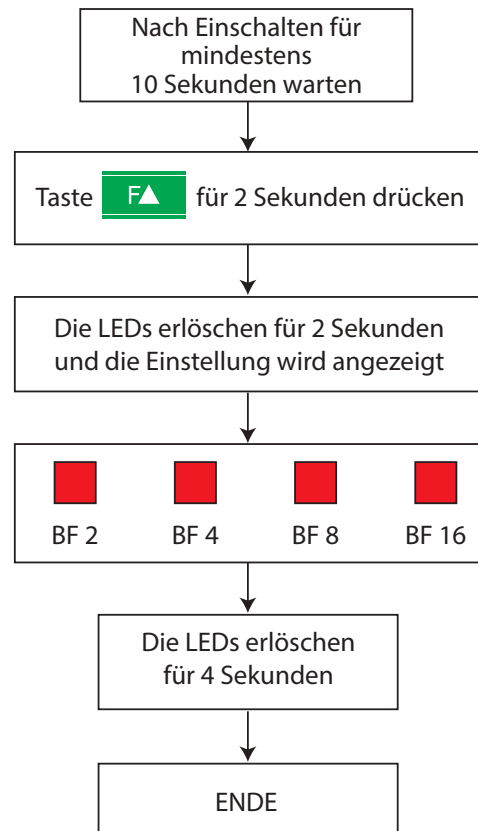 Nach Einschalten für
mindestens
10 Sekunden warten
Taste F▲ für 2 Sekunden drücken
Die LEDs erlöschen für 2 Sekunden
und die Einstellung wird angezeigt
BF 2 BF 4 BF 8 BF 16
Die LEDs erlöschen
für 4 Sekunden
ENDE